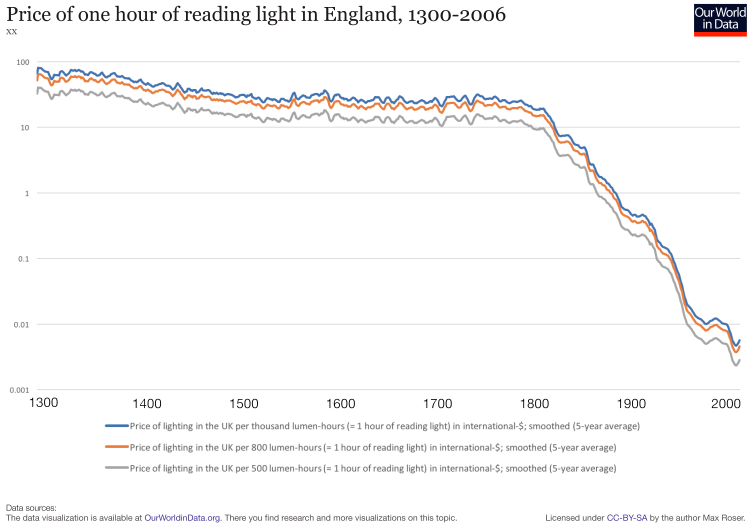 Price of one hour of reading light in England, 1300-2006
xx
Our World
in Data
100
10
1
0.1
0.01
0.001
1300 1400 1500 1600 1700 1800 1900 2000
Price of lighting in the UK per thousand lumen-hours (= 1 hour of reading light) in international-$; smoothed (5-year average)
Price of lighting in the UK per 800 lumen-hours (= 1 hour of reading light) in international-$; smoothed (5-year average)
Price of lighting in the UK per 500 lumen-hours (= 1 hour of reading light) in international-$; smoothed (5-year average)
Data sources:
The data visualization is available at OurWorldinData.org. There you find research and more visualizations on this topic. Licensed under CC-BY-SA by the author Max Roser.